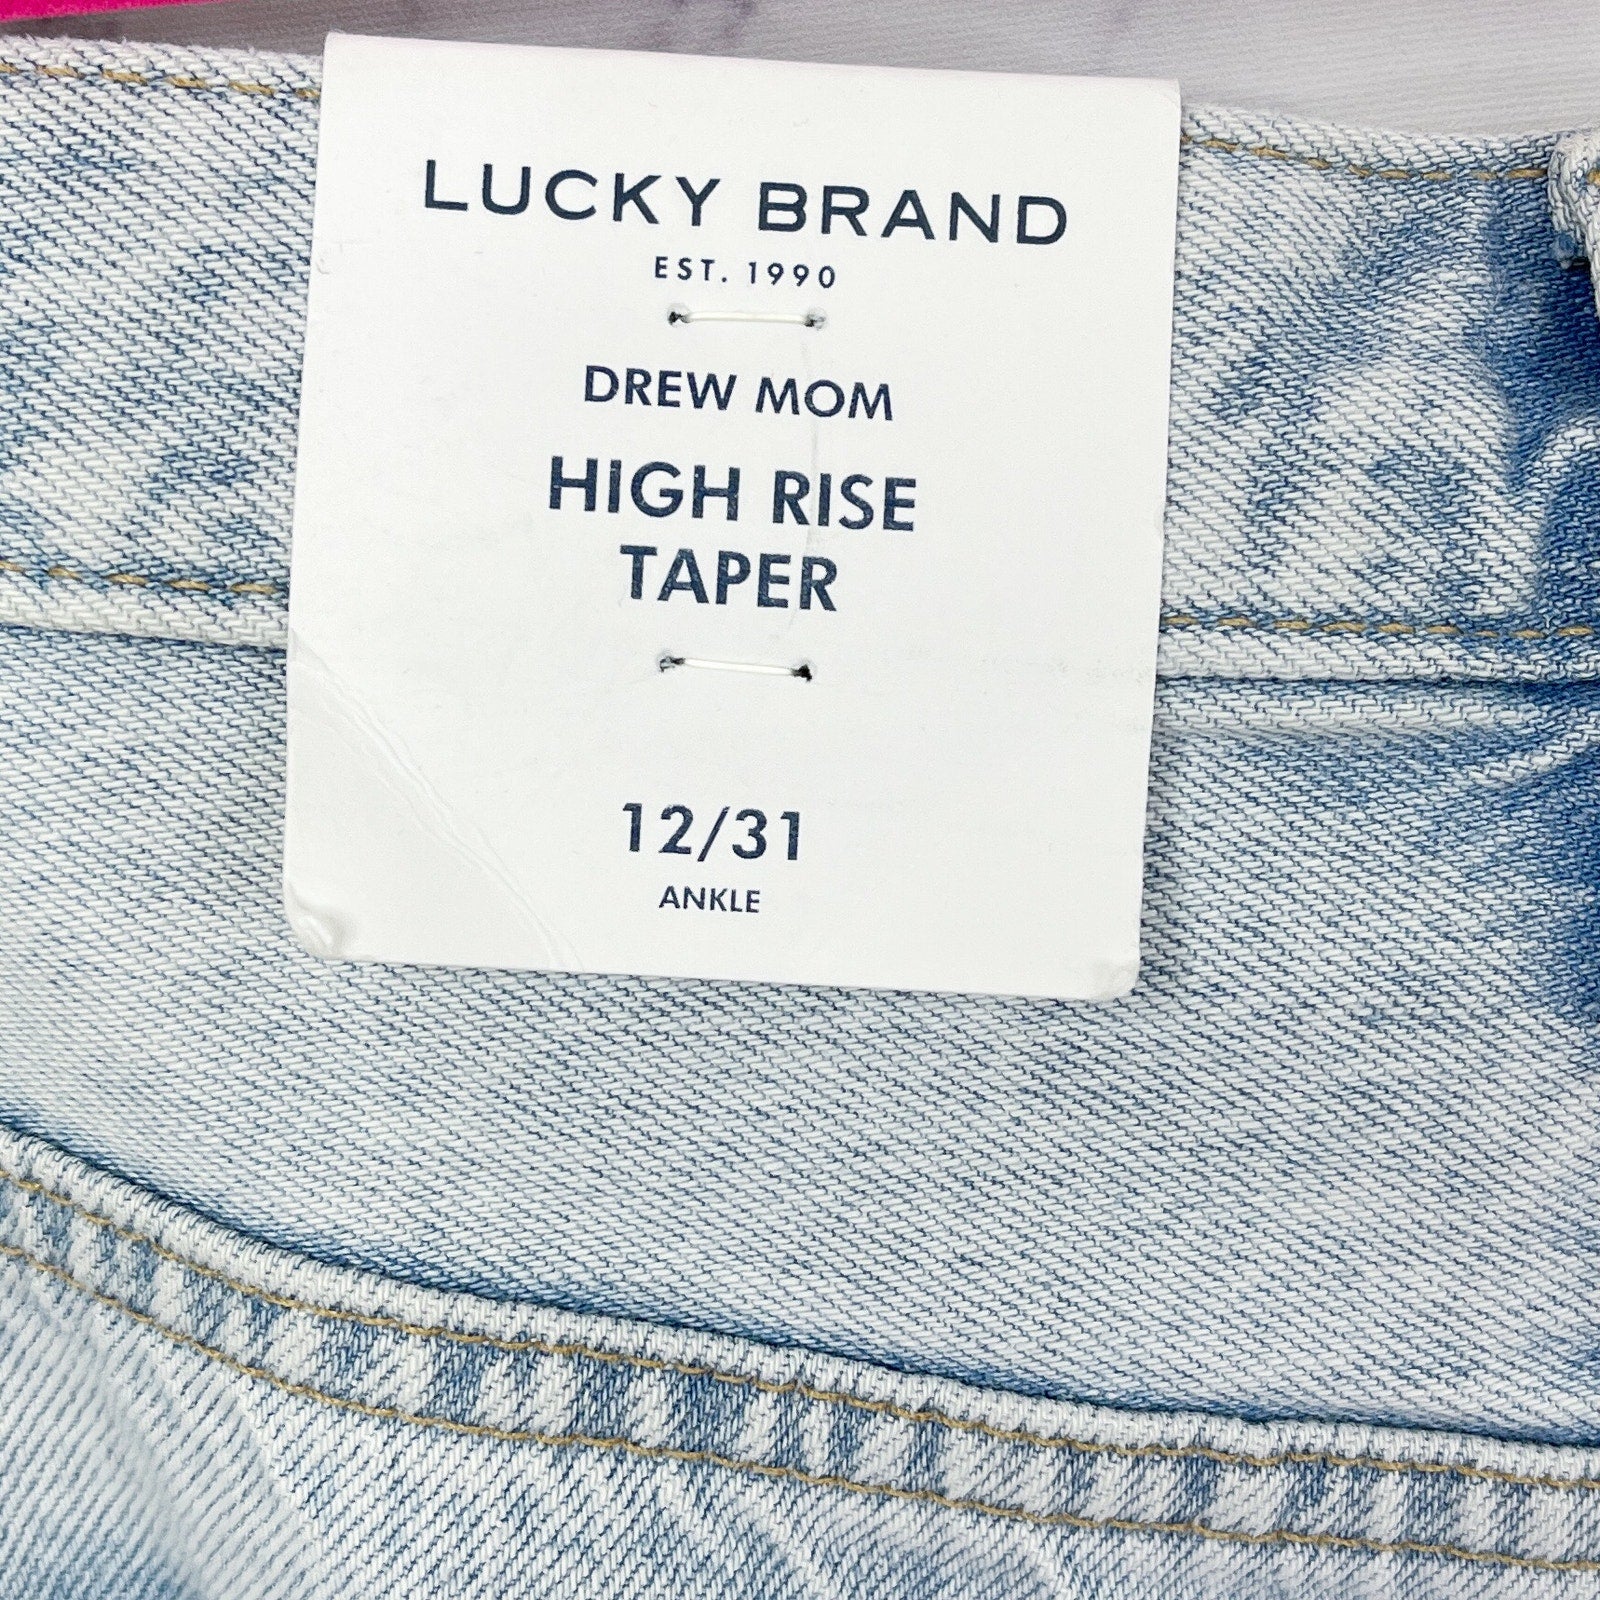 LUCKY BRAND
EST. 1990
DREW MOM
HIGH RISE
TAPER
12/31
ANKLE